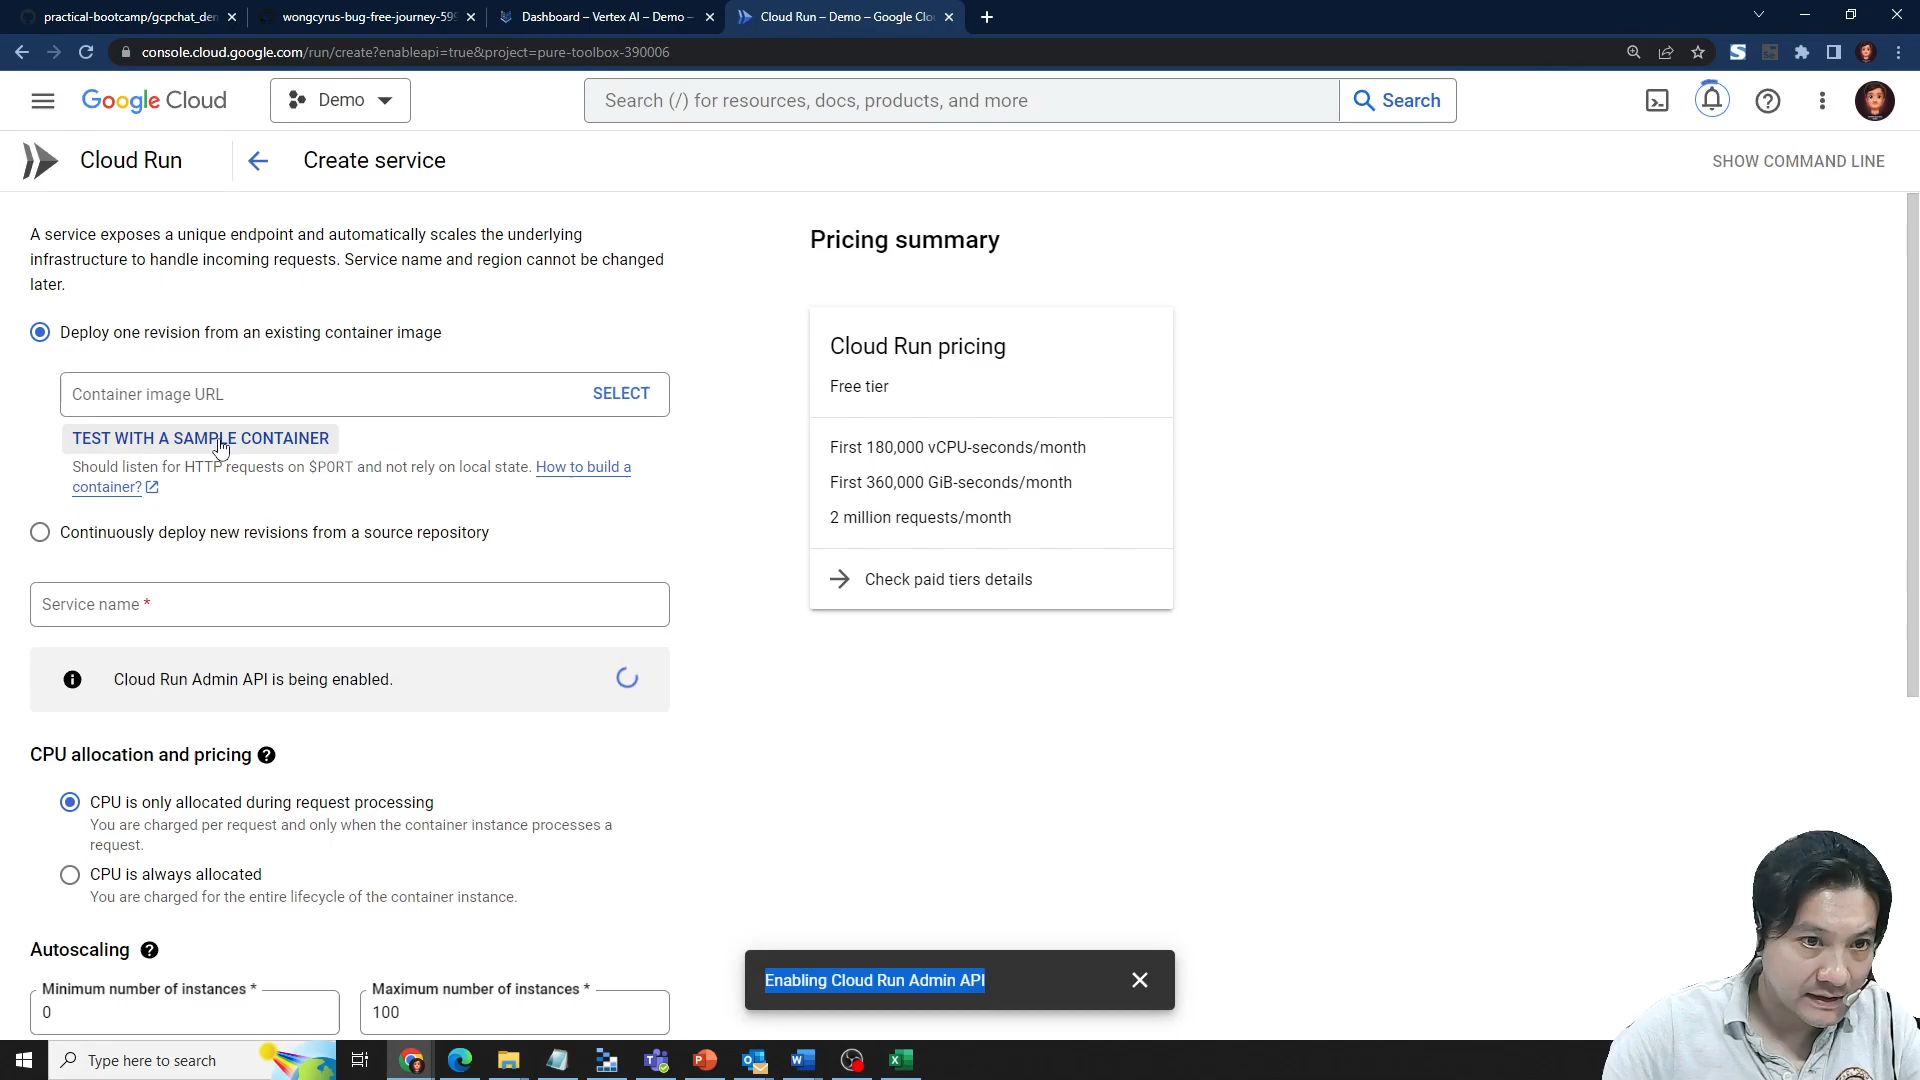 practical-bootcamp/gcpchat_den
wongcyrus-bug-free-journey-599
Dashboard – Vertex AI – Demo –
Cloud Run – Demo – Google Clo
console.cloud.google.com/run/create?enableapi=true&project=pure-toolbox-390006
Google Cloud
Demo
Search (/) for resources, docs, products, and more
Search
Cloud Run
Create service
SHOW COMMAND LINE
A service exposes a unique endpoint and automatically scales the underlying
infrastructure to handle incoming requests. Service name and region cannot be changed
later.
Deploy one revision from an existing container image
Container image URL
SELECT
TEST WITH A SAMPLE CONTAINER
Should listen for HTTP requests on $PORT and not rely on local state. How to build a
container?
Continuously deploy new revisions from a source repository
Service name *
Cloud Run Admin API is being enabled.
CPU allocation and pricing
CPU is only allocated during request processing
You are charged per request and only when the container instance processes a
request.
CPU is always allocated
You are charged for the entire lifecycle of the container instance.
Autoscaling
Minimum number of instances *
0
Maximum number of instances *
100
Pricing summary
Cloud Run pricing
Free tier
First 180,000 vCPU-seconds/month
First 360,000 GiB-seconds/month
2 million requests/month
Check paid tiers details
Enabling Cloud Run Admin API
Type here to search